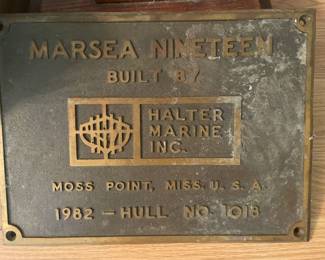 MARSEA NINETEEN
BUILT BY
HALTER
MARINE
INC.
MOSS POINT, MISS. U. S. A.
1982 - HULL NO. 1018